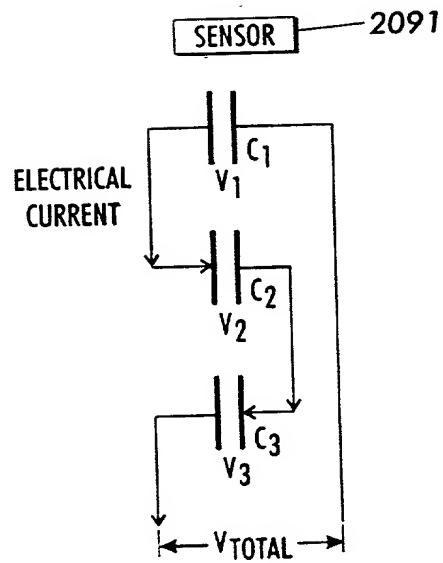 SENSOR
2091
C1
V1
ELECTRICAL
CURRENT
C2
V2
C3
V3
VTOTAL